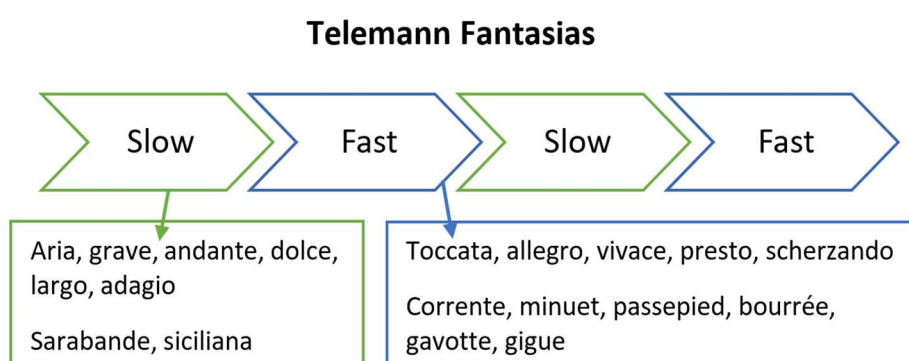 Telemann Fantasias
Slow
Fast
Slow
Fast
Aria, grave, andante, dolce,
largo, adagio
Sarabande, siciliana
Toccata, allegro, vivace, presto, scherzando
Corrente, minuet, passepied, bourrée,
gavotte, gigue